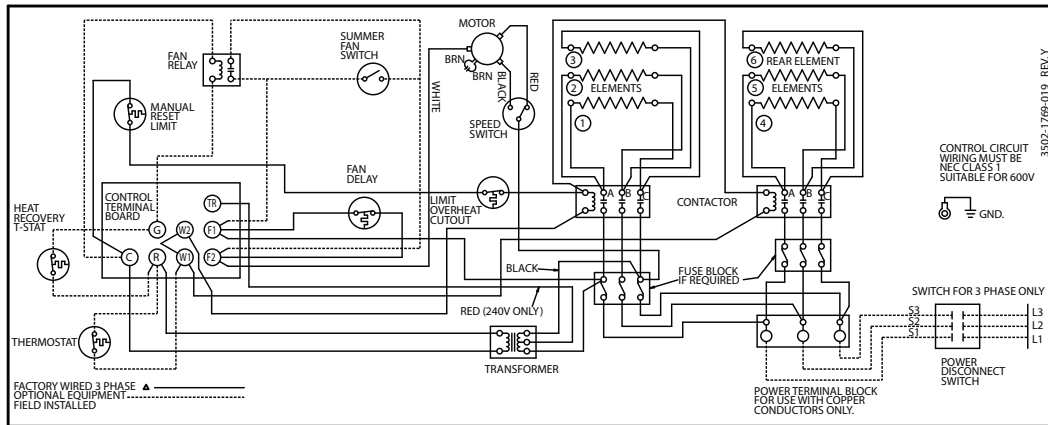 MOTOR
SUMMER
FAN
SWITCH
FAN
RELAY
BRN
BRN
BLACK
RED
WHITE
SPEED
SWITCH
3
2
1
ELEMENTS
6
REAR ELEMENT
5
ELEMENTS
4
3502-1769-019 REV. Y
CONTROL CIRCUIT
WIRING MUST BE
NEC CLASS 1
SUITABLE FOR 600V
GND.
MANUAL
RESET
LIMIT
FAN
DELAY
LIMIT
OVERHEAT
CUTOUT
A
B
C
CONTACTOR
A
B
C
HEAT
RECOVERY
T-STAT
CONTROL
TERMINAL
BOARD
TR
G
W2
F1
C
R
W1
F2
BLACK
RED (240V ONLY)
FUSE BLOCK
IF REQUIRED
SWITCH FOR 3 PHASE ONLY
S3
S2
S1
L3
L2
L1
THERMOSTAT
TRANSFORMER
POWER
DISCONNECT
SWITCH
FACTORY WIRED 3 PHASE
OPTIONAL EQUIPMENT
FIELD INSTALLED
POWER TERMINAL BLOCK
FOR USE WITH COPPER
CONDUCTORS ONLY.